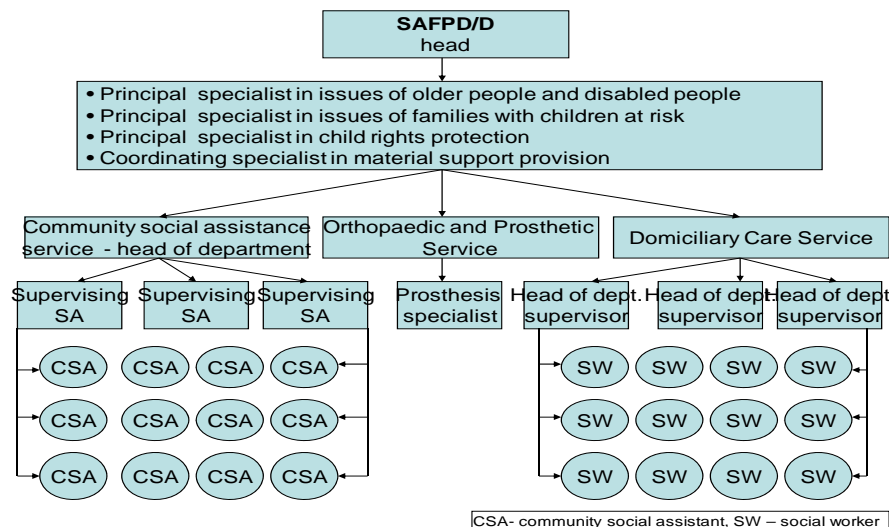 SAFPD/D
head
• Principal specialist in issues of older people and disabled people
• Principal specialist in issues of families with children at risk
• Principal specialist in child rights protection
• Coordinating specialist in material support provision
Community social assistance
service - head of department
Orthopaedic and Prosthetic
Service
Domiciliary Care Service
Supervising
SA
Supervising
SA
Supervising
SA
Prosthesis
specialist
Head of dept.
supervisor
Head of dept.
supervisor
Head of dept.
supervisor
CSA CSA CSA CSA
SW SW SW SW
CSA CSA CSA CSA
SW SW SW SW
CSA CSA CSA CSA
SW SW SW SW
CSA- community social assistant, SW – social worker